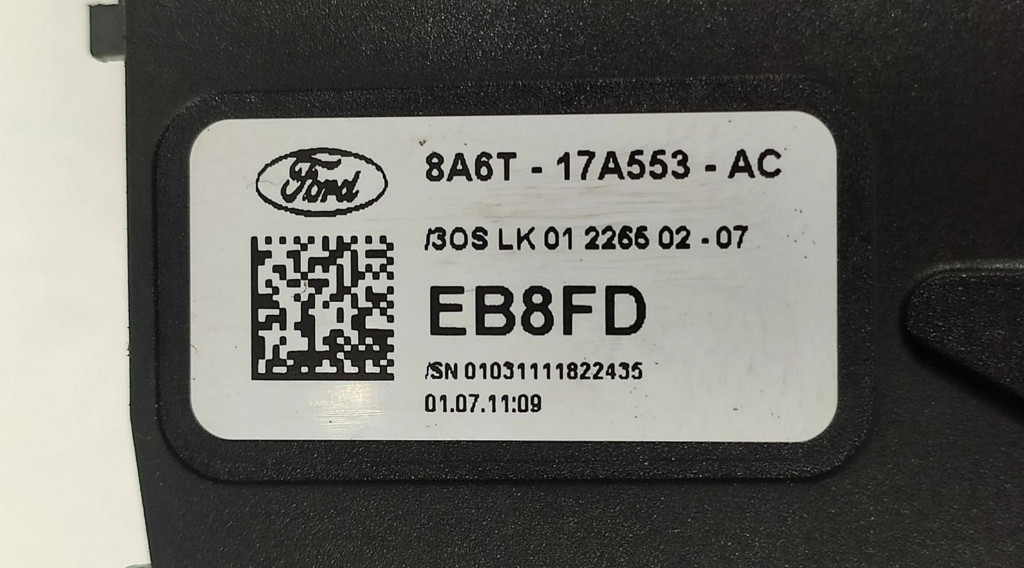 Ford
8A6T - 17A553 - AC
/3OS LK 01 2266 02 - 07
EB8FD
/SN 01031111822435
01.07.11:09